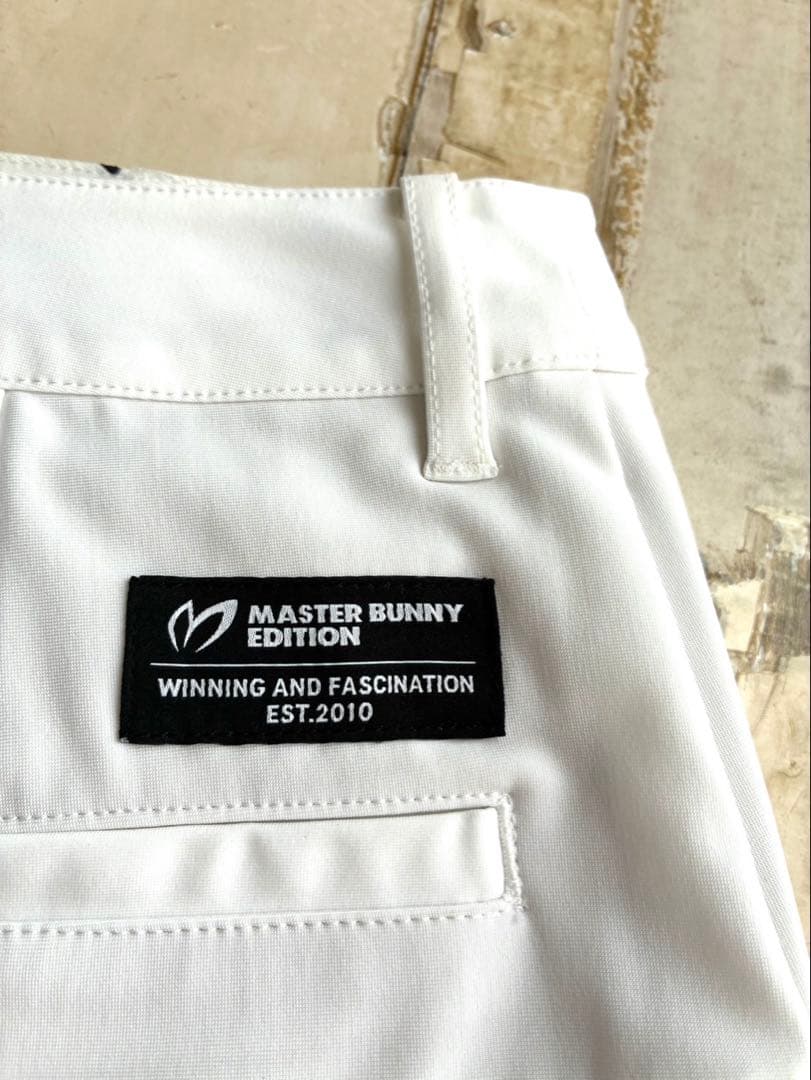 MASTER BUNNY
EDITION
WINNING AND FASCINATION
EST.2010